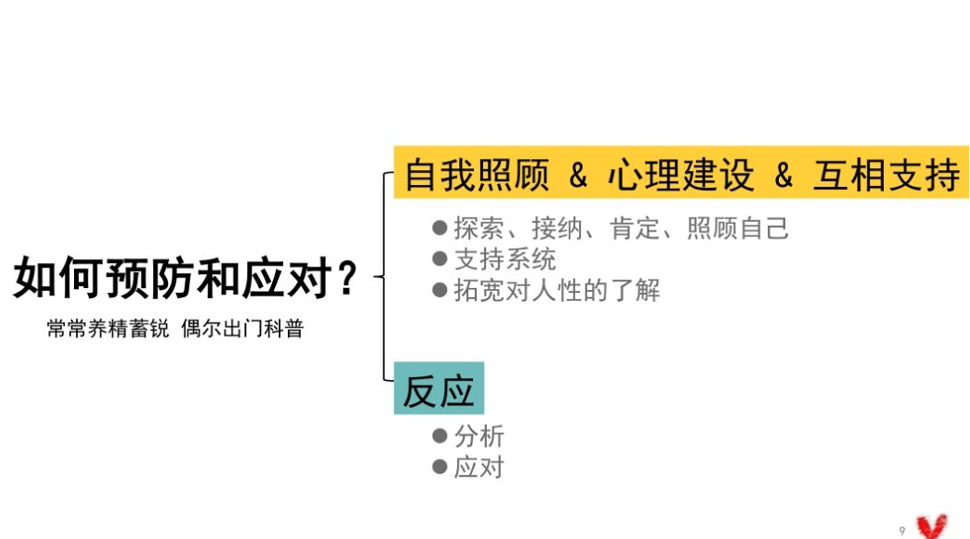 自我照顾 & 心理建设 & 互相支持
●探索、接纳、肯定、照顾自己
●支持系统
●拓宽对人性的了解
如何预防和应对？
常常养精蓄锐 偶尔出门科普
反应
●分析
●应对
9